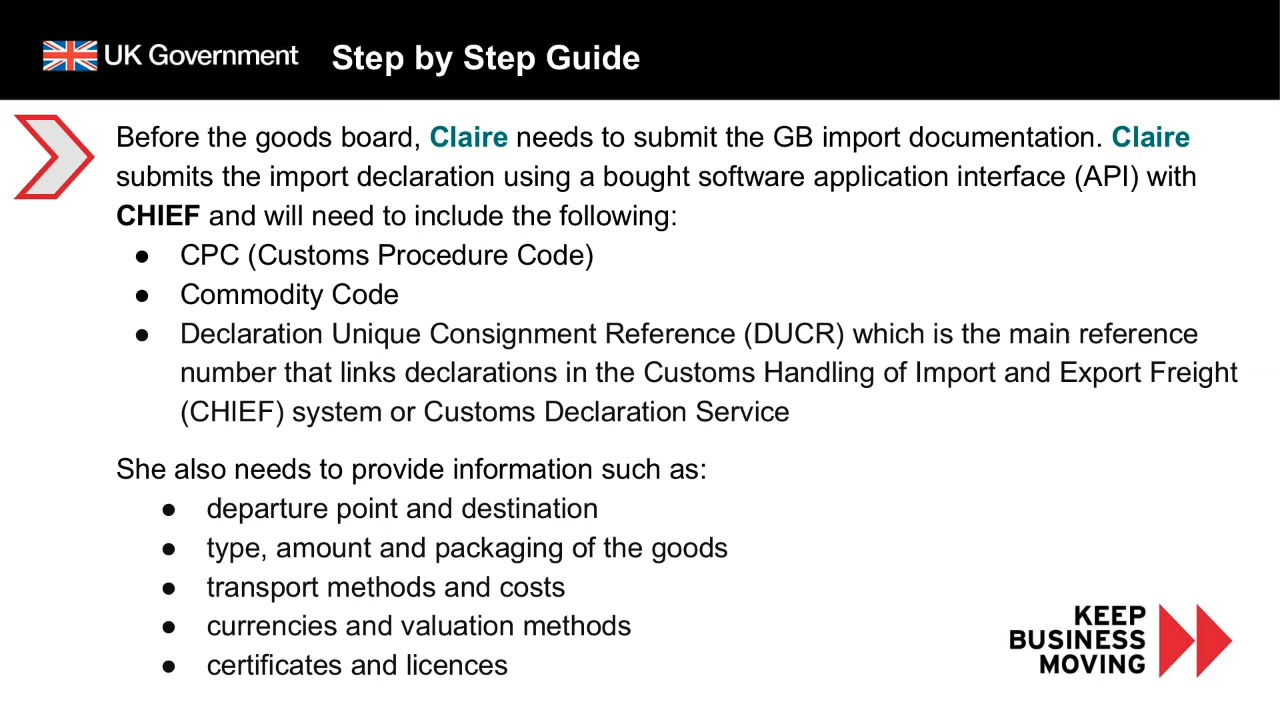 UK Government Step by Step Guide
Before the goods board, Claire needs to submit the GB import documentation. Claire
submits the import declaration using a bought software application interface (API) with
CHIEF and will need to include the following:
● CPC (Customs Procedure Code)
● Commodity Code
● Declaration Unique Consignment Reference (DUCR) which is the main reference
number that links declarations in the Customs Handling of Import and Export Freight
(CHIEF) system or Customs Declaration Service
She also needs to provide information such as:
● departure point and destination
● type, amount and packaging of the goods
● transport methods and costs
● currencies and valuation methods
● certificates and licences
KEEP
BUSINESS
MOVING